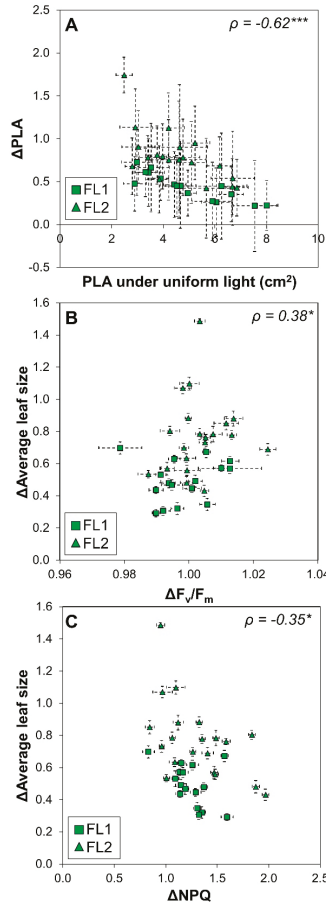 A
ρ = -0.62***
2.5
2.0
1.5
1.0
0.5
0.0
-0.5
ΔPLA
FL1
FL2
0 2 4 6 8 10
PLA under uniform light (cm²)
B
ρ = 0.38*
1.6
1.4
1.2
1.0
0.8
0.6
0.4
0.2
0.0
ΔAverage leaf size
FL1
FL2
0.96 0.98 1.00 1.02 1.04
ΔFv/Fm
C
ρ = -0.35*
1.6
1.4
1.2
1.0
0.8
0.6
0.4
0.2
0.0
ΔAverage leaf size
FL1
FL2
0.0 0.5 1.0 1.5 2.0 2.5
ΔNPQ